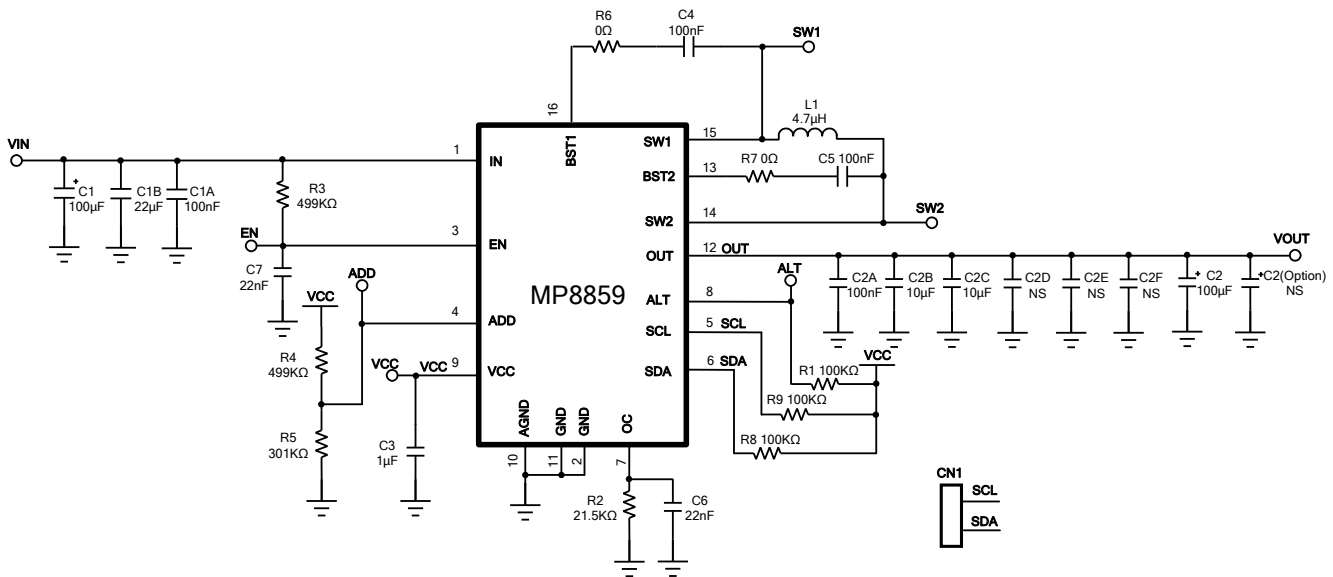 R6
0Ω
C4
100nF
SW1
16
BST1
L1
4.7µH
VIN
1
IN
SW1
15
R7 0Ω
C5 100nF
BST2
13
C1
100µF
C1B
22µF
C1A
100nF
R3
499KΩ
SW2
14
SW2
EN
3
EN
OUT
12
OUT
VOUT
C7
22nF
ADD
MP8859
ALT
C2A
100nF
C2B
10µF
C2C
10µF
C2D
NS
C2E
NS
C2F
NS
C2
100µF
C2(Option)
NS
VCC
ALT
8
4
ADD
SCL
5
SCL
R4
499KΩ
VCC
VCC
9
VCC
SDA
6
SDA
VCC
R1 100KΩ
R9 100KΩ
R8 100KΩ
R5
301KΩ
C3
1µF
AGND
GND
GND
OC
10
11
2
7
R2
21.5KΩ
C6
22nF
CN1
SCL
SDA